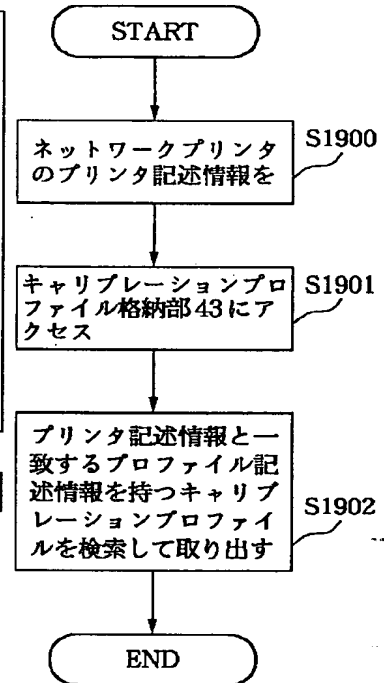 START
ネットワークプリンタ
のプリンタ記述情報を
S1900
キャリブレーションプロ
ファイル格納部43にア
クセス
S1901
プリンタ記述情報と一
致するプロファイル記
述情報を持つキャリブ
レーションプロファイ
ルを検索して取り出す
S1902
END